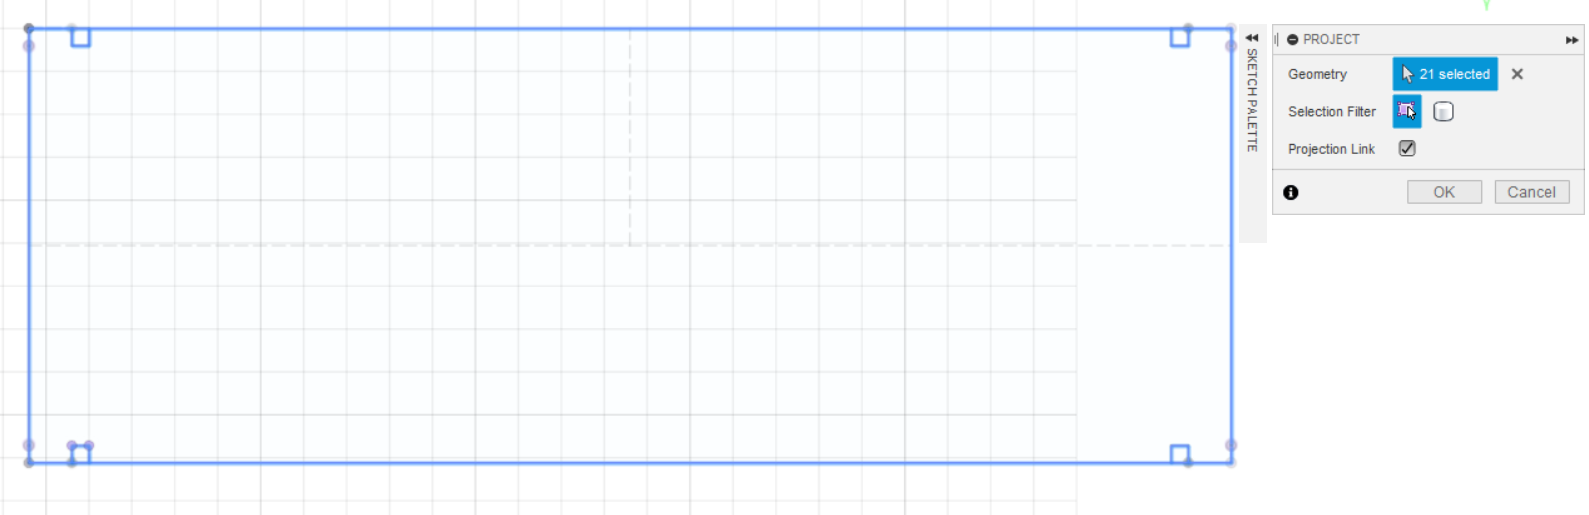 SKETCH PALETTE
PROJECT
Geometry 21 selected
Selection Filter
Projection Link
OK Cancel